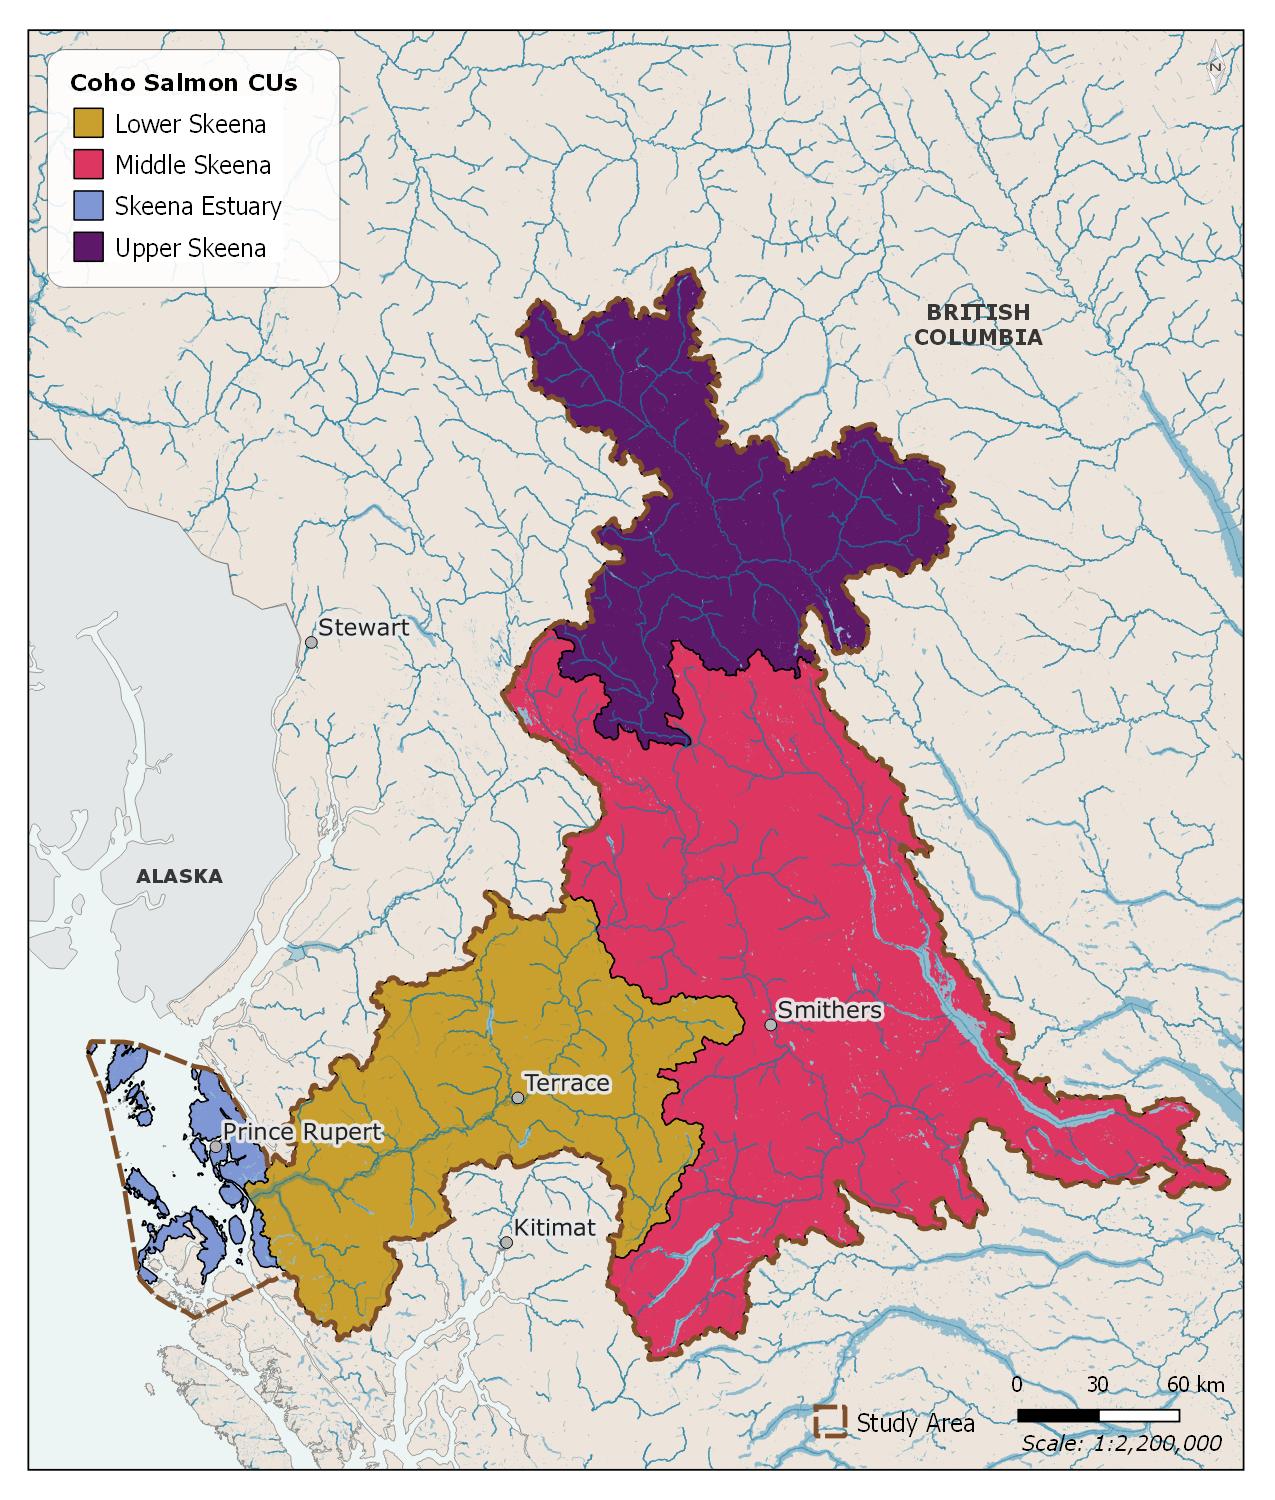 Coho Salmon CUs
Lower Skeena
Middle Skeena
Skeena Estuary
Upper Skeena
N
BRITISH
COLUMBIA
Stewart
ALASKA
Smithers
Terrace
Prince Rupert
Kitimat
0 30 60 km
Study Area
Scale: 1:2,200,000